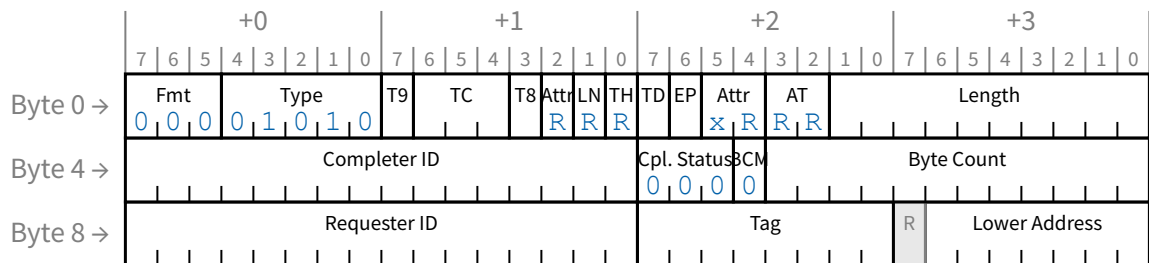 +0 +1 +2 +3
7 6 5 4 3 2 1 0 7 6 5 4 3 2 1 0 7 6 5 4 3 2 1 0 7 6 5 4 3 2 1 0
Byte 0 → Fmt Type T9 TC T8 Attr LN TH TD EP Attr AT Length
0 0 0 0 1 0 1 0 R R R x R R R
Byte 4 → Completer ID Cpl. Status BCM Byte Count
0 0 0 0
Byte 8 → Requester ID Tag R Lower Address